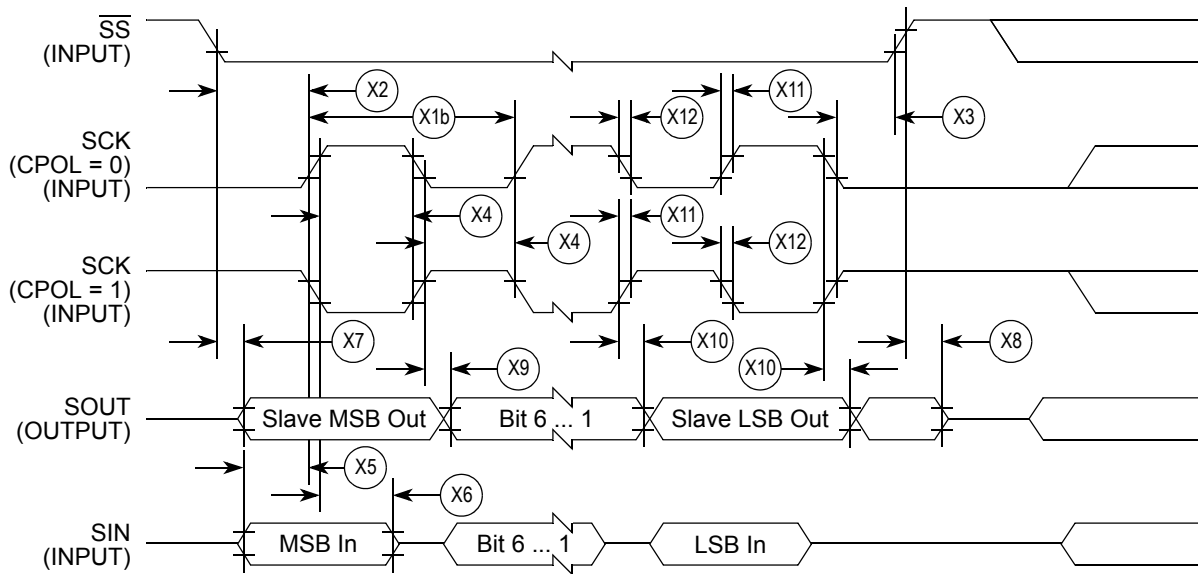 SS
(INPUT)
X2
X11
X1b
X12
X3
SCK
(CPOL = 0)
(INPUT)
X4
X11
X4
X12
SCK
(CPOL = 1)
(INPUT)
X7
X9
X10
X10
X8
SOUT
(OUTPUT)
Slave MSB Out
Bit 6 ... 1
Slave LSB Out
X5
X6
SIN
(INPUT)
MSB In
Bit 6 ... 1
LSB In